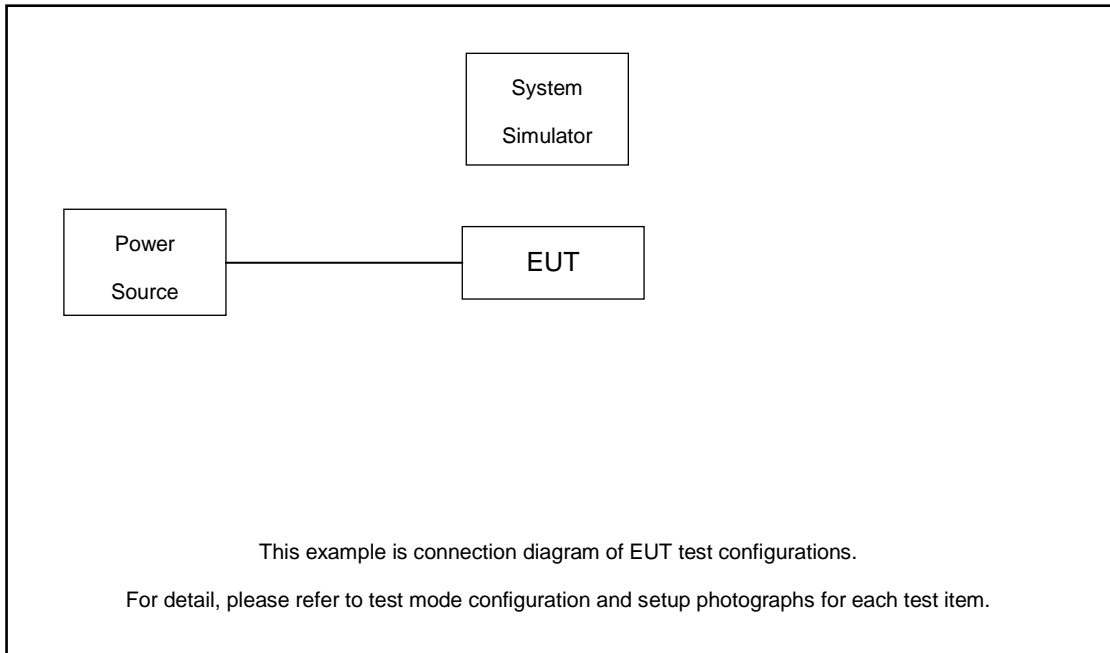 System
Simulator
Power
Source
EUT
This example is connection diagram of EUT test configurations.
For detail, please refer to test mode configuration and setup photographs for each test item.